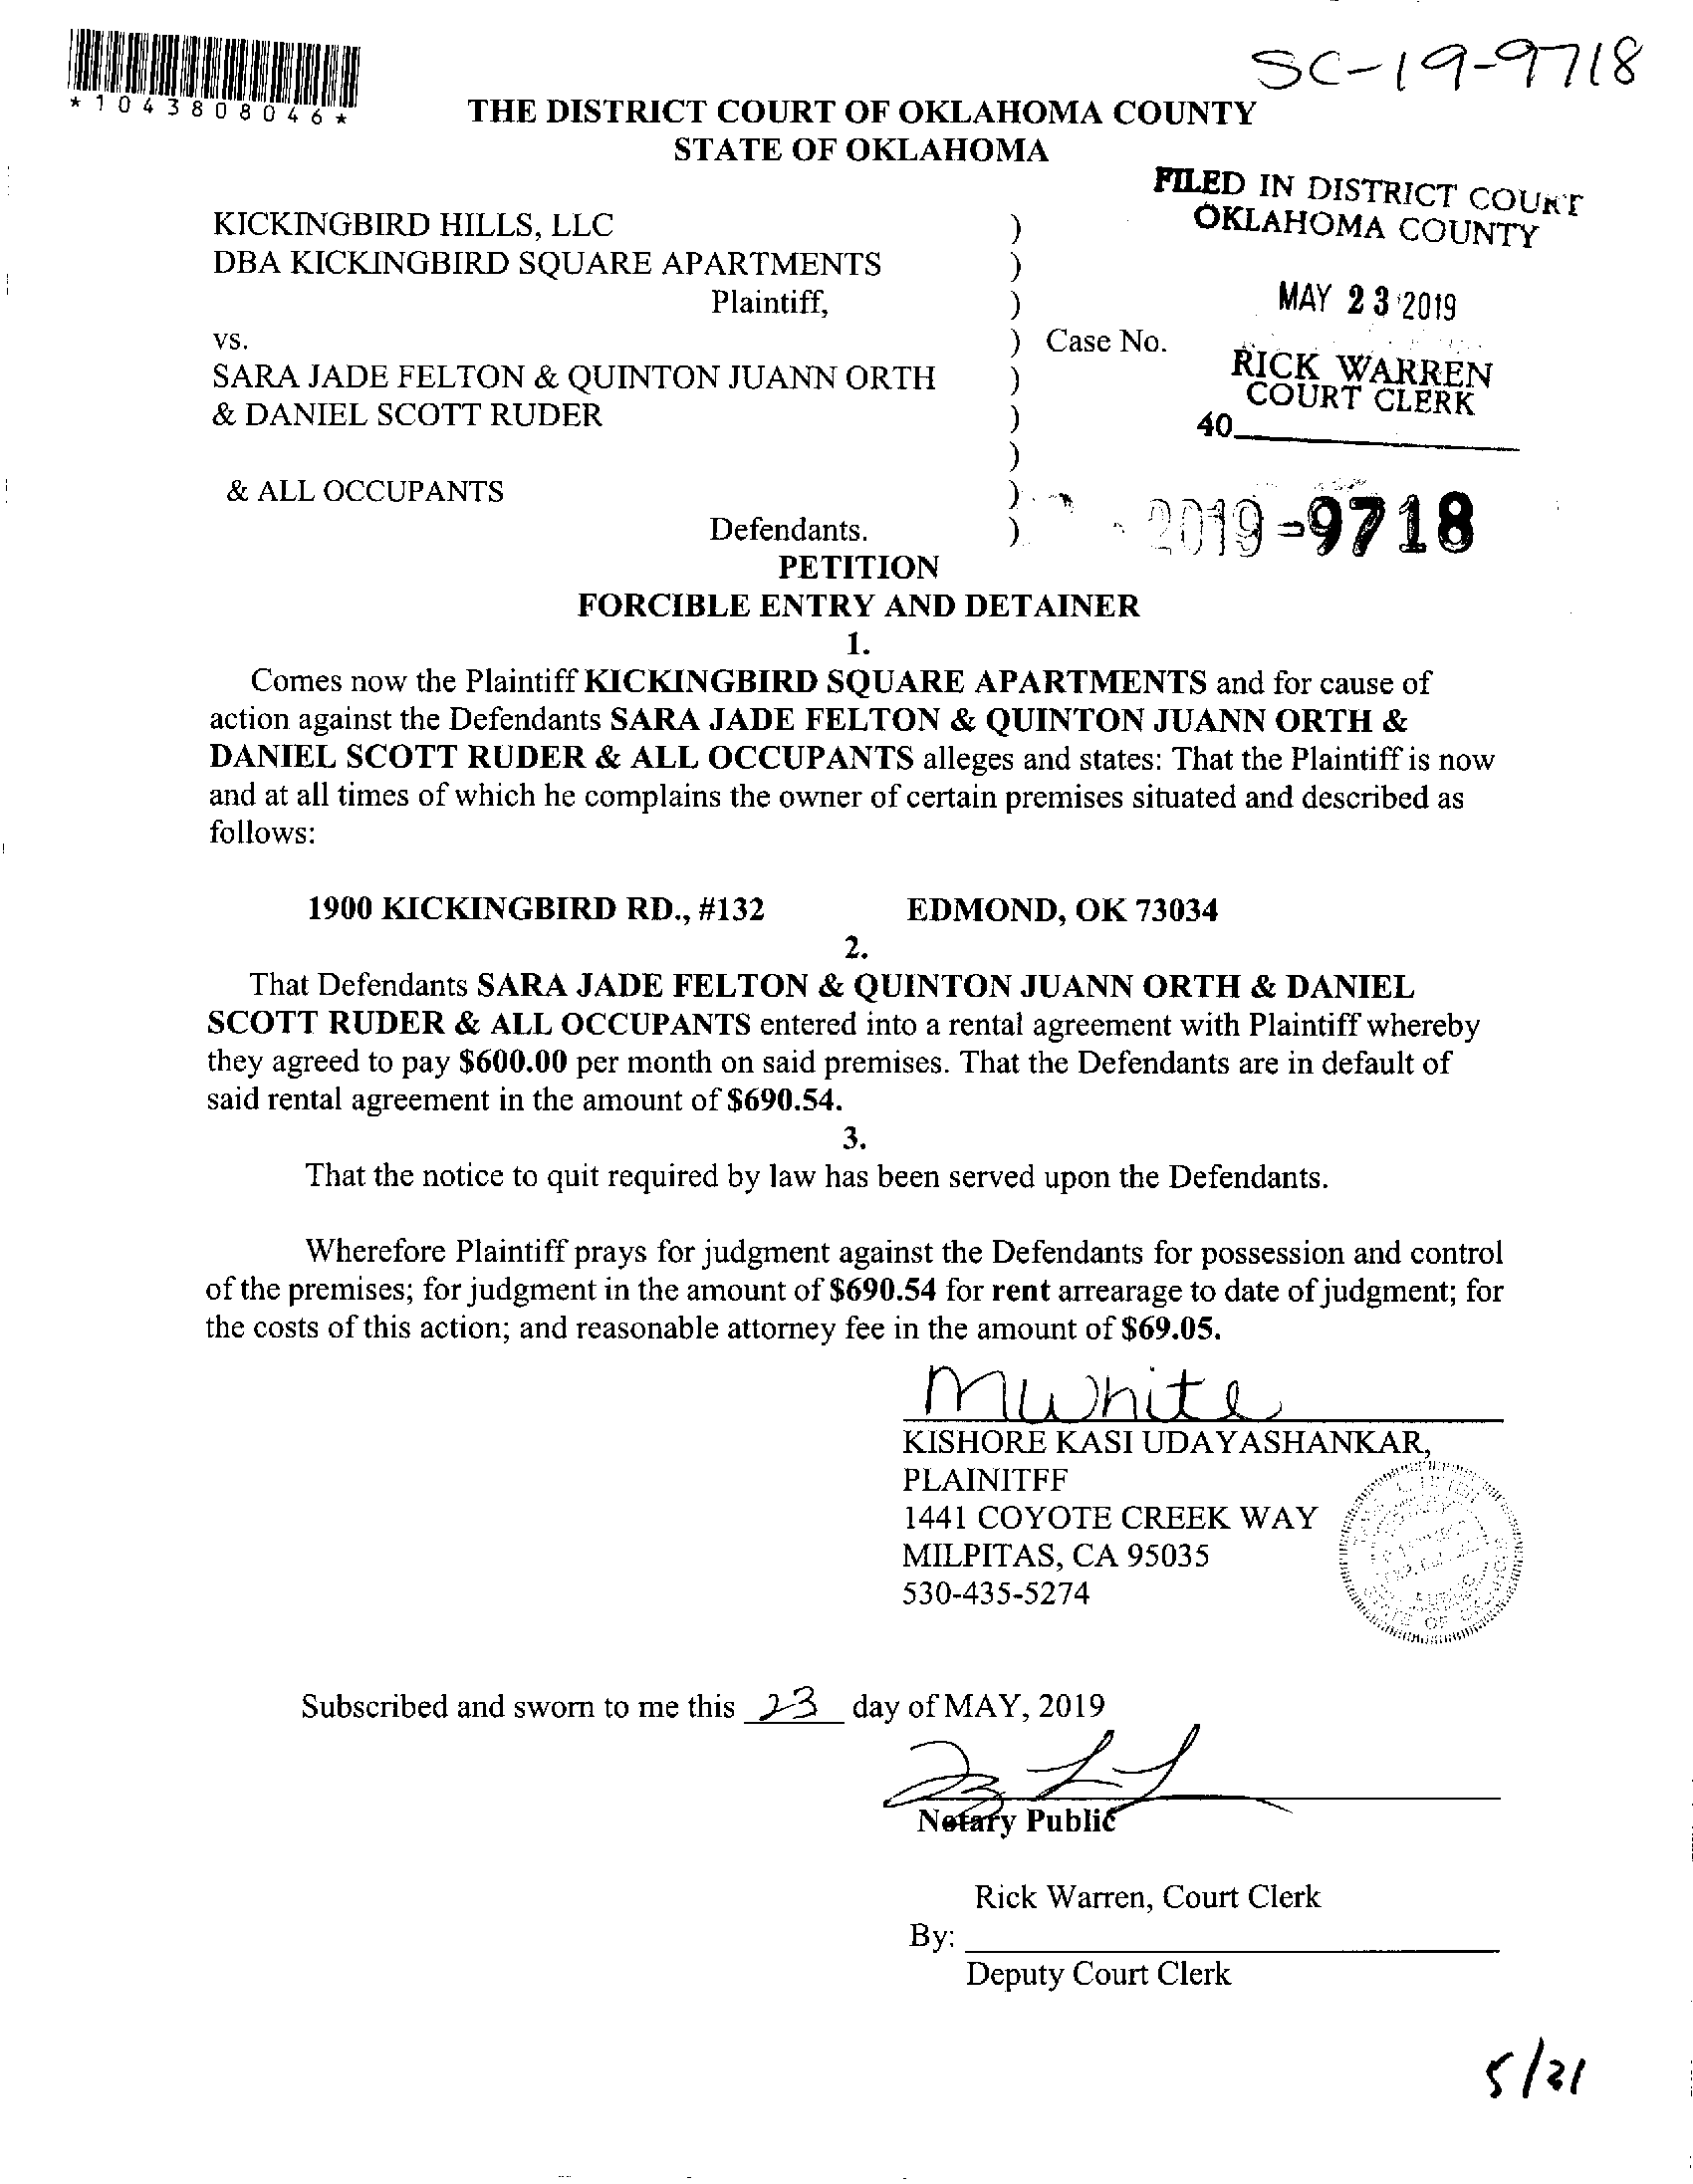 SC-19-9718
*1043808046*
THE DISTRICT COURT OF OKLAHOMA COUNTY
STATE OF OKLAHOMA
FILED IN DISTRICT COURT
OKLAHOMA COUNTY
MAY 23 2019
RICK WARREN
COURT CLERK
40
2019-9718
KICKINGBIRD HILLS, LLC )
DBA KICKINGBIRD SQUARE APARTMENTS )
Plaintiff, )
vs. ) Case No.
SARA JADE FELTON & QUINTON JUANN ORTH )
& DANIEL SCOTT RUDER )
)
& ALL OCCUPANTS )
Defendants. )
PETITION
FORCIBLE ENTRY AND DETAINER
1.
Comes now the Plaintiff KICKINGBIRD SQUARE APARTMENTS and for cause of
action against the Defendants SARA JADE FELTON & QUINTON JUANN ORTH &
DANIEL SCOTT RUDER & ALL OCCUPANTS alleges and states: That the Plaintiff is now
and at all times of which he complains the owner of certain premises situated and described as
follows:
1900 KICKINGBIRD RD., #132 EDMOND, OK 73034
2.
That Defendants SARA JADE FELTON & QUINTON JUANN ORTH & DANIEL
SCOTT RUDER & ALL OCCUPANTS entered into a rental agreement with Plaintiff whereby
they agreed to pay $600.00 per month on said premises. That the Defendants are in default of
said rental agreement in the amount of $690.54.
3.
That the notice to quit required by law has been served upon the Defendants.
Wherefore Plaintiff prays for judgment against the Defendants for possession and control
of the premises; for judgment in the amount of $690.54 for rent arrearage to date of judgment; for
the costs of this action; and reasonable attorney fee in the amount of $69.05.
MWhite
KISHORE KASI UDAYASHANKAR,
PLAINITFF
1441 COYOTE CREEK WAY
MILPITAS, CA 95035
530-435-5274
Subscribed and sworn to me this 23 day of MAY, 2019
Notary Public
Rick Warren, Court Clerk
By:
Deputy Court Clerk
5/21